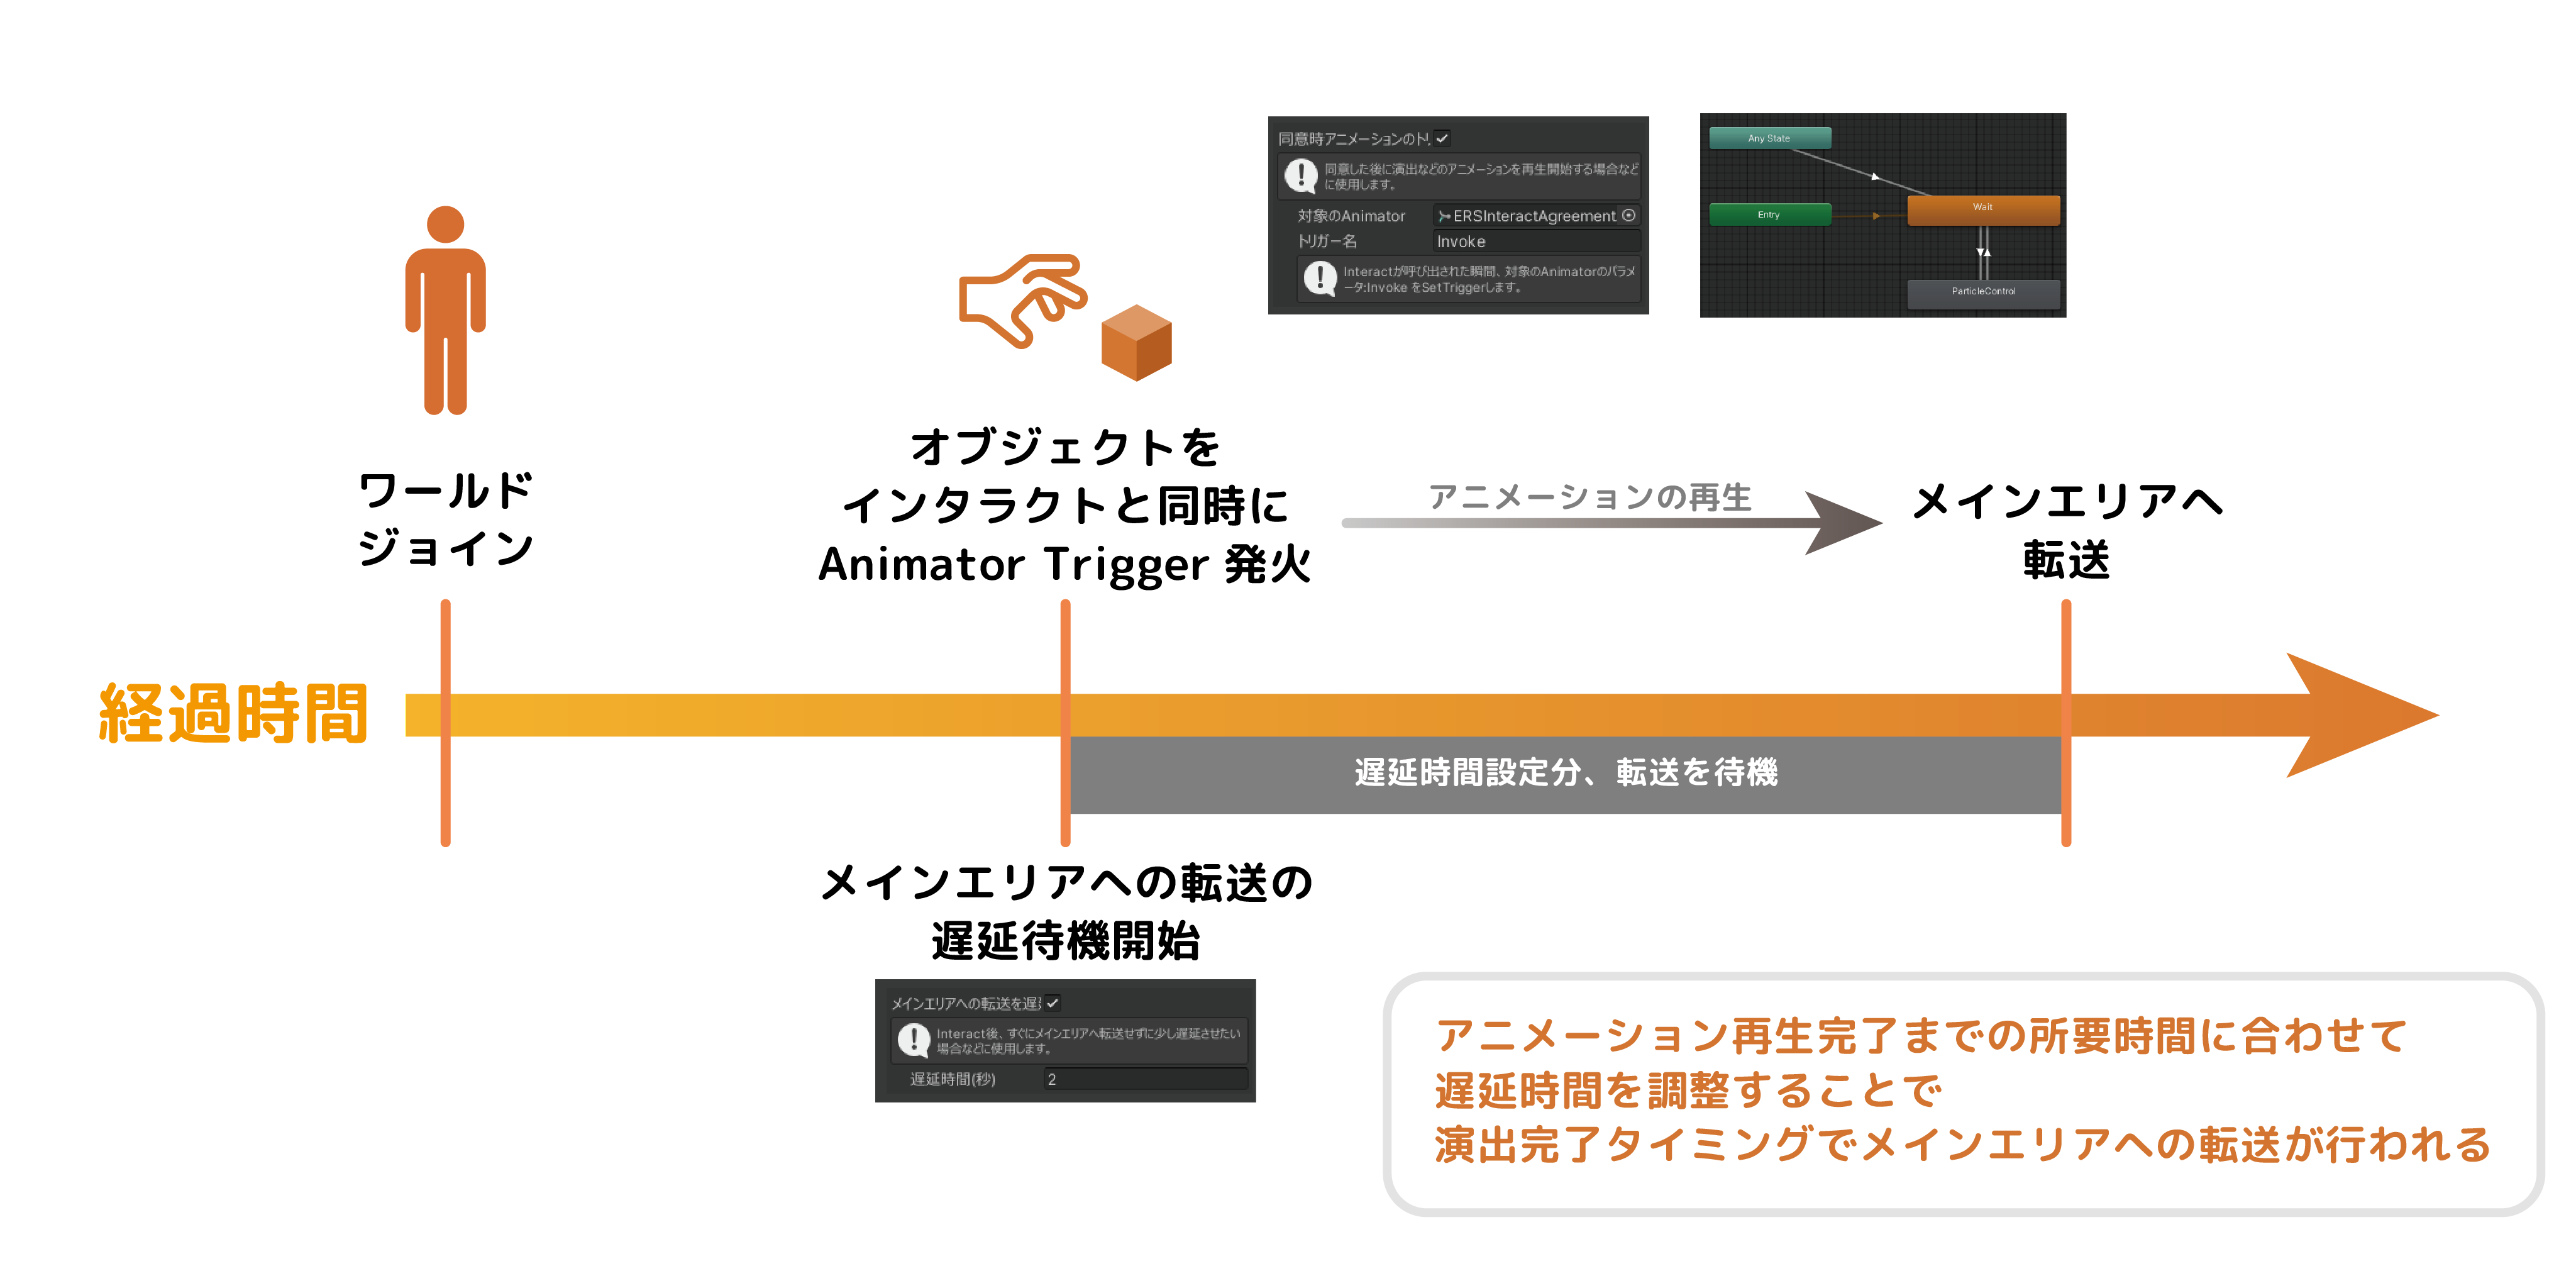 同意時アニメーションのトリ
同意した後に演出などのアニメーションを再生開始する場合など
に使用します。
対象のAnimator
ERSInteractAgreement
トリガー名
Invoke
Interactが呼び出された瞬間、対象のAnimatorのパラメ
ータ:Invoke をSetTriggerします。
Any State
Entry
Wait
ParticleControl
ワールド
ジョイン
オブジェクトを
インタラクトと同時に
Animator Trigger 発火
アニメーションの再生
メインエリアへ
転送
経過時間
遅延時間設定分、転送を待機
メインエリアへの転送の
遅延待機開始
メインエリアへの転送を遅延
Interact後、すぐにメインエリアへ転送せずに少し遅延させたい
場合などに使用します。
遅延時間(秒)
2
アニメーション再生完了までの所要時間に合わせて
遅延時間を調整することで
演出完了タイミングでメインエリアへの転送が行われる